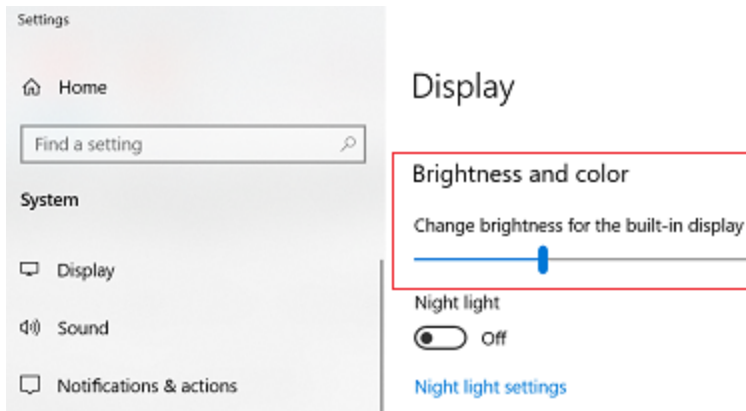 Settings
Home
Find a setting
System
Display
Sound
Notifications & actions
Display
Brightness and color
Change brightness for the built-in display
Night light
Off
Night light settings